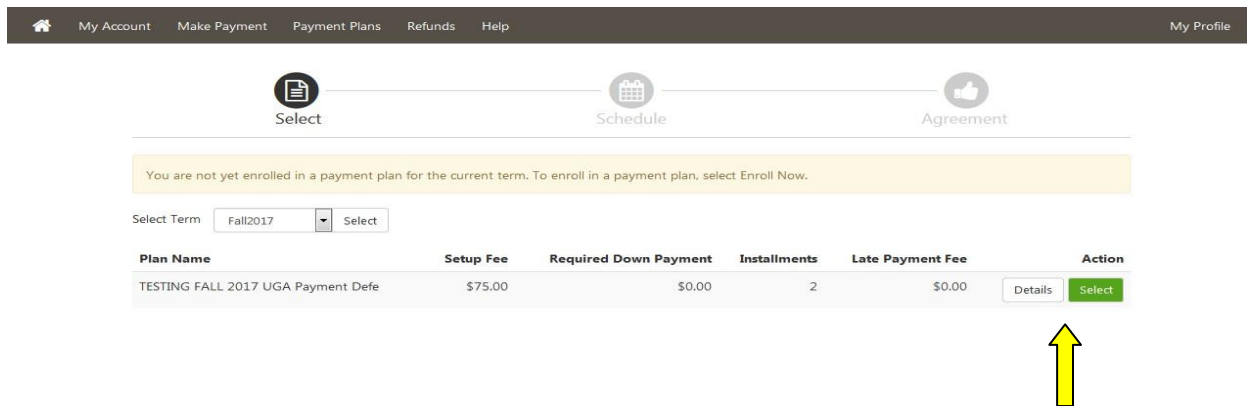 My Account Make Payment Payment Plans Refunds Help My Profile
Select Schedule Agreement
You are not yet enrolled in a payment plan for the current term. To enroll in a payment plan, select Enroll Now.
Select Term Fall2017 Select
Plan Name Setup Fee Required Down Payment Installments Late Payment Fee Action
TESTING FALL 2017 UGA Payment Defe $75.00 $0.00 2 $0.00 Details Select